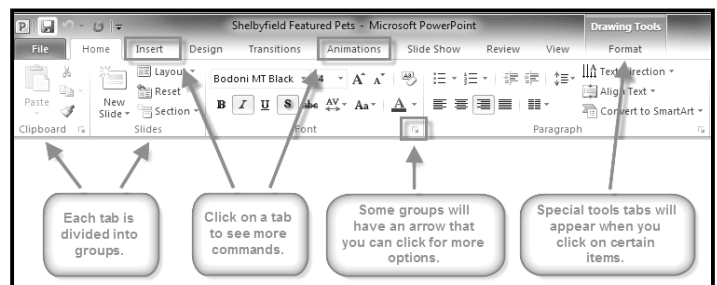 P Shelbyfield Featured Pets - Microsoft PowerPoint Drawing Tools
File Home Insert Design Transitions Animations Slide Show Review View Format
Paste
New
Slide
Layout
Reset
Section
Bodoni MT Black 4 A A
B I U S abc AV Aa A
Text Direction
Align Text
Convert to SmartArt
Clipboard Slides Font Paragraph
Each tab is
divided into
groups.
Click on a tab
to see more
commands.
Some groups will
have an arrow that
you can click for more
options.
Special tools tabs will
appear when you
click on certain
items.